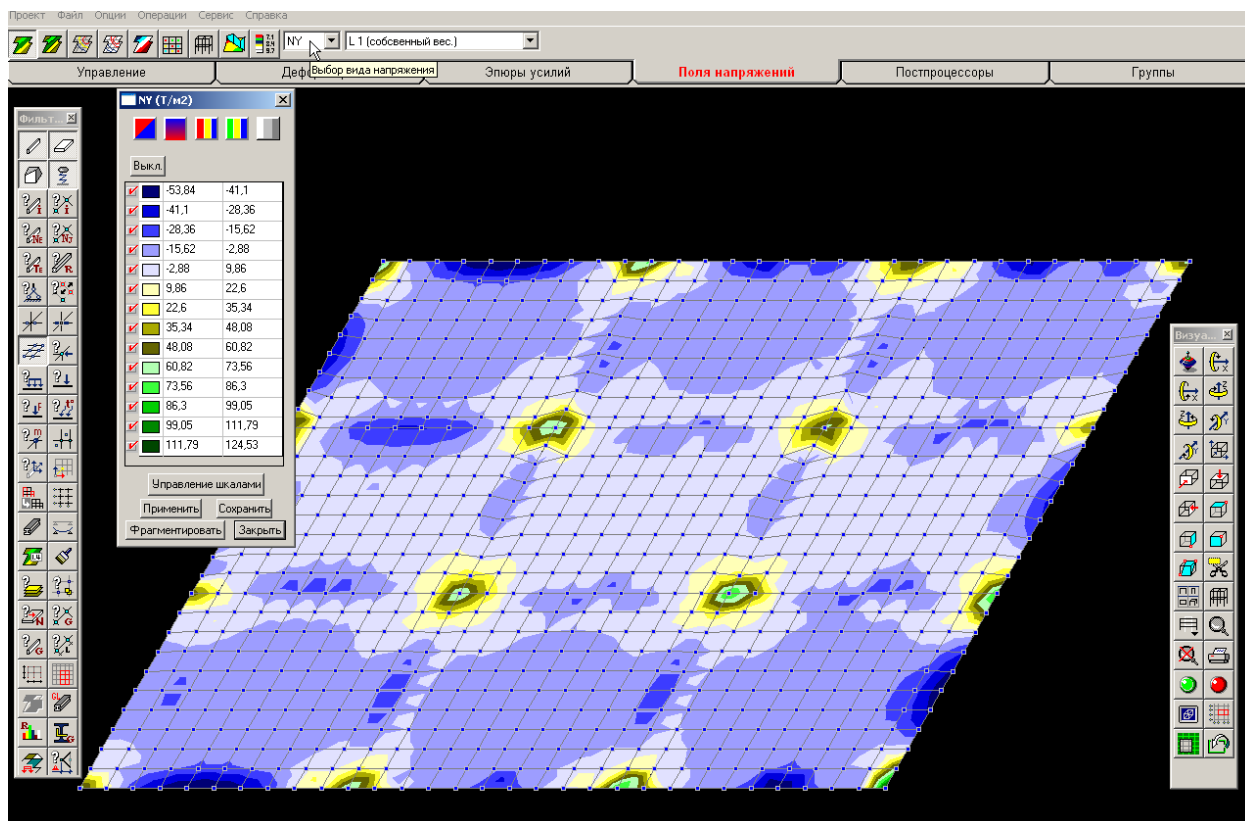 Проект Файл Опции Операции Сервис Справка
NY L 1 (собсвенный вес.)
Управление Деф Выбор вида напряжения Эпюры усилий Поля напряжений Постпроцессоры Группы
NY (Т/м2)
Фильт...
Визуа...
Выкл.
-53,84 -41,1
-41,1 -28,36
-28,36 -15,62
-15,62 -2,88
-2,88 9,86
9,86 22,6
22,6 35,34
35,34 48,08
48,08 60,82
60,82 73,56
73,56 86,3
86,3 99,05
99,05 111,79
111,79 124,53
Управление шкалами
Применить Сохранить
Фрагментировать Закрыть